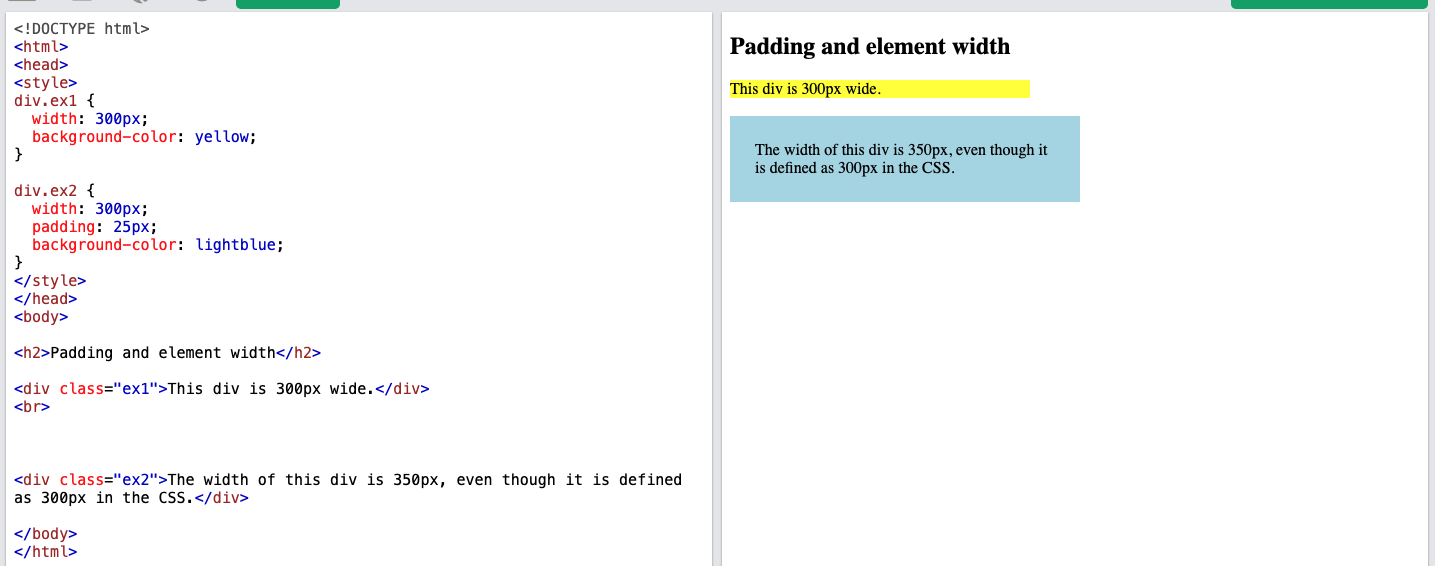 <!DOCTYPE html>
<html>
<head>
<style>
div.ex1 {
  width: 300px;
  background-color: yellow;
}

div.ex2 {
  width: 300px;
  padding: 25px;
  background-color: lightblue;
}
</style>
</head>
<body>

<h2>Padding and element width</h2>

<div class="ex1">This div is 300px wide.</div>
<br>

<div class="ex2">The width of this div is 350px, even though it is defined
as 300px in the CSS.</div>

</body>
</html>
Padding and element width
This div is 300px wide.
The width of this div is 350px, even though it
is defined as 300px in the CSS.